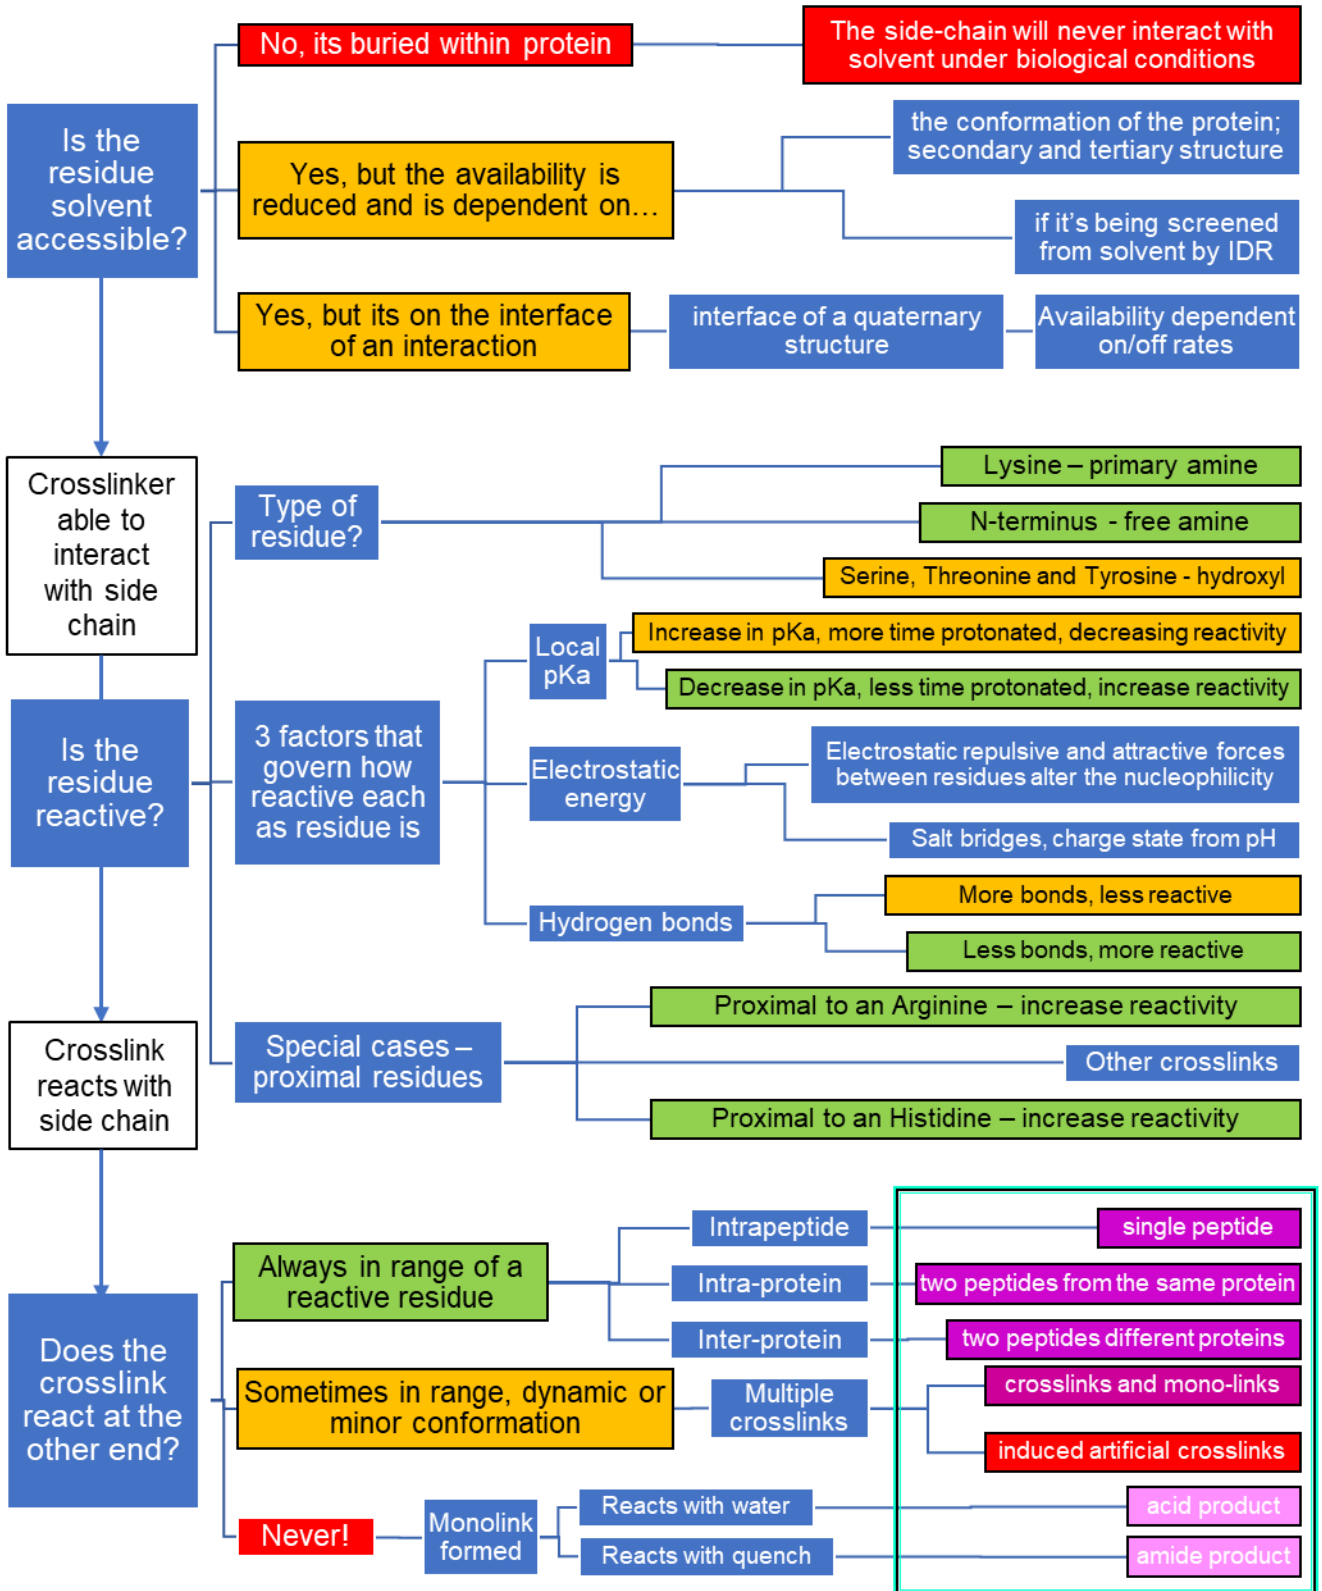 No, its buried within protein
The side-chain will never interact with
solvent under biological conditions
Is the
residue
solvent
accessible?
Yes, but the availability is
reduced and is dependent on…
the conformation of the protein;
secondary and tertiary structure
if it's being screened
from solvent by IDR
Yes, but its on the interface
of an interaction
interface of a quaternary
structure
Availability dependent
on/off rates
Crosslinker
able to
interact
with side
chain
Type of
residue?
Lysine – primary amine
N-terminus - free amine
Serine, Threonine and Tyrosine - hydroxyl
Is the
residue
reactive?
3 factors that
govern how
reactive each
as residue is
Local
pKa
Increase in pKa, more time protonated, decreasing reactivity
Decrease in pKa, less time protonated, increase reactivity
Electrostatic
energy
Electrostatic repulsive and attractive forces
between residues alter the nucleophilicity
Salt bridges, charge state from pH
Hydrogen bonds
More bonds, less reactive
Less bonds, more reactive
Special cases –
proximal residues
Proximal to an Arginine – increase reactivity
Other crosslinks
Proximal to an Histidine – increase reactivity
Crosslink
reacts with
side chain
Does the
crosslink
react at the
other end?
Always in range of a
reactive residue
Intrapeptide
single peptide
Intra-protein
two peptides from the same protein
Inter-protein
two peptides different proteins
Sometimes in range, dynamic or
minor conformation
Multiple
crosslinks
crosslinks and mono-links
induced artificial crosslinks
Never!
Monolink
formed
Reacts with water
acid product
Reacts with quench
amide product